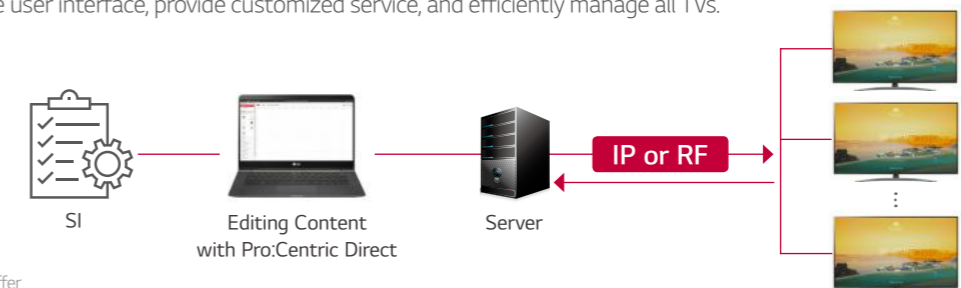 user interface, provide customized service, and efficiently manage all TVs.
IP or RF
SI
Editing Content
with Pro:Centric Direct
Server